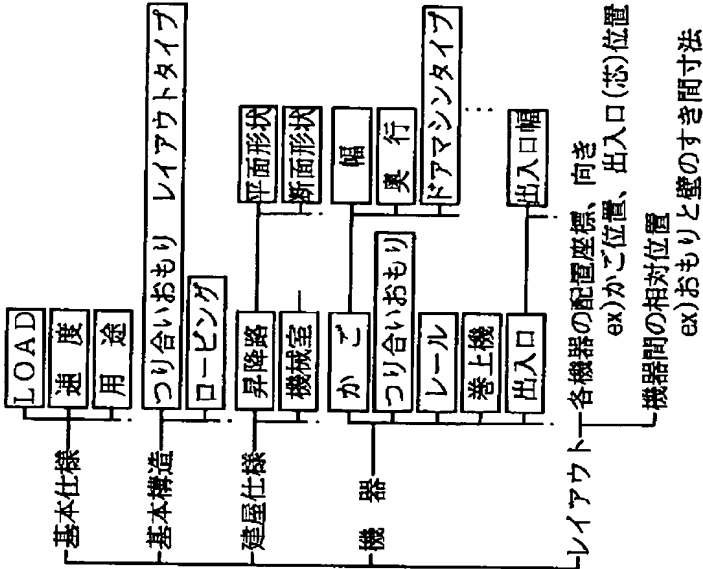 基本仕様
LOAD
速度
用途
基本構造
つり合いおもり レイアウトタイプ
ローピング
建屋仕様
昇降路
平面形状
断面形状
機械室
機器
かご
幅
奥行
ドアマシンタイプ
つり合いおもり
レール
巻上機
出入口
出入口幅
レイアウト
各機器の配置座標、向き
ex)かご位置、出入口(芯)位置
機器間の相対位置
ex)おもりと壁のすき間寸法